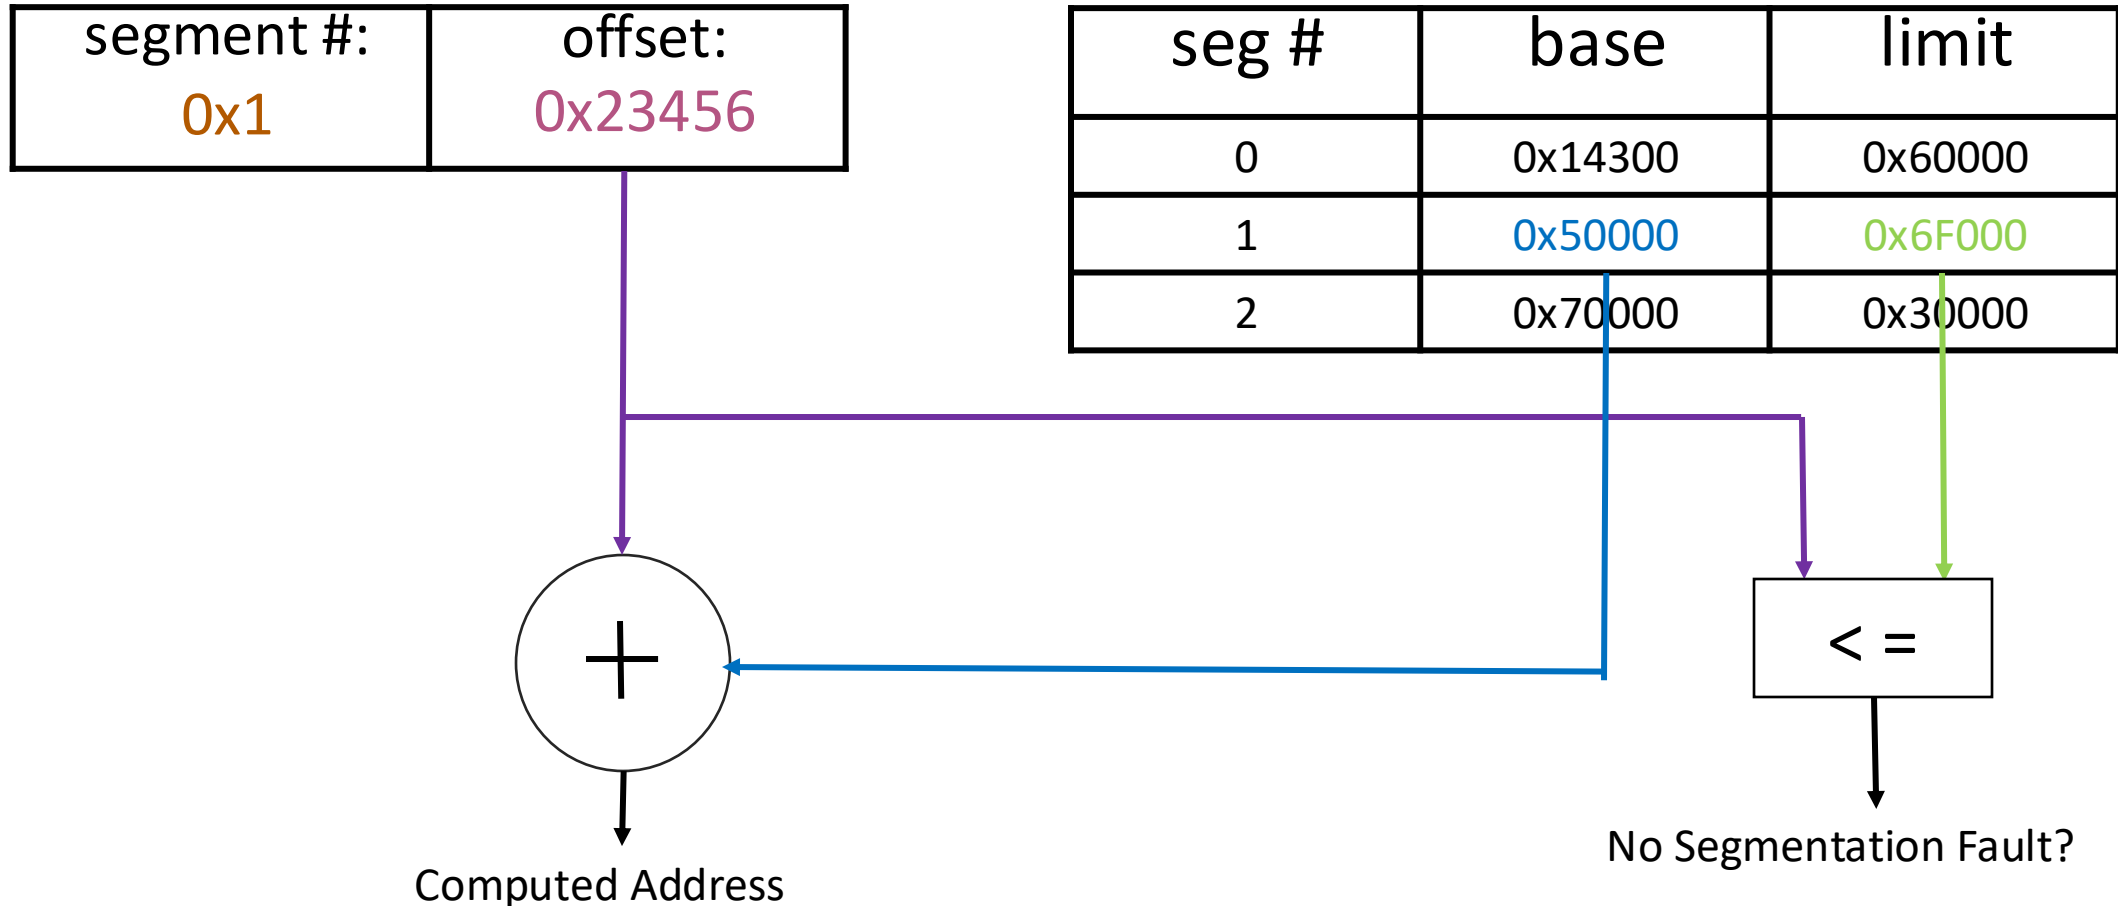 segment #:
0x1
offset:
0x23456
seg # base limit
0 0x14300 0x60000
1 0x50000 0x6F000
2 0x70000 0x30000
+
< =
No Segmentation Fault?
Computed Address